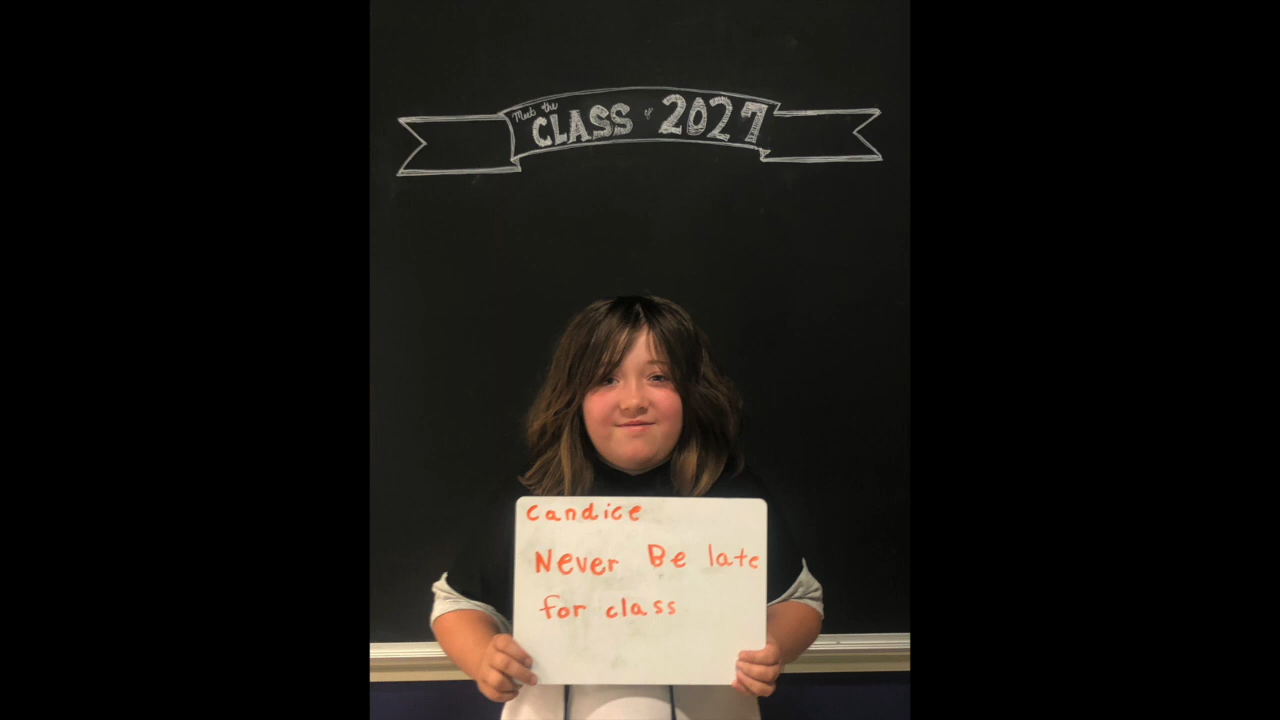 Meet the
CLASS of 2027
Candice
Never Be late
for class